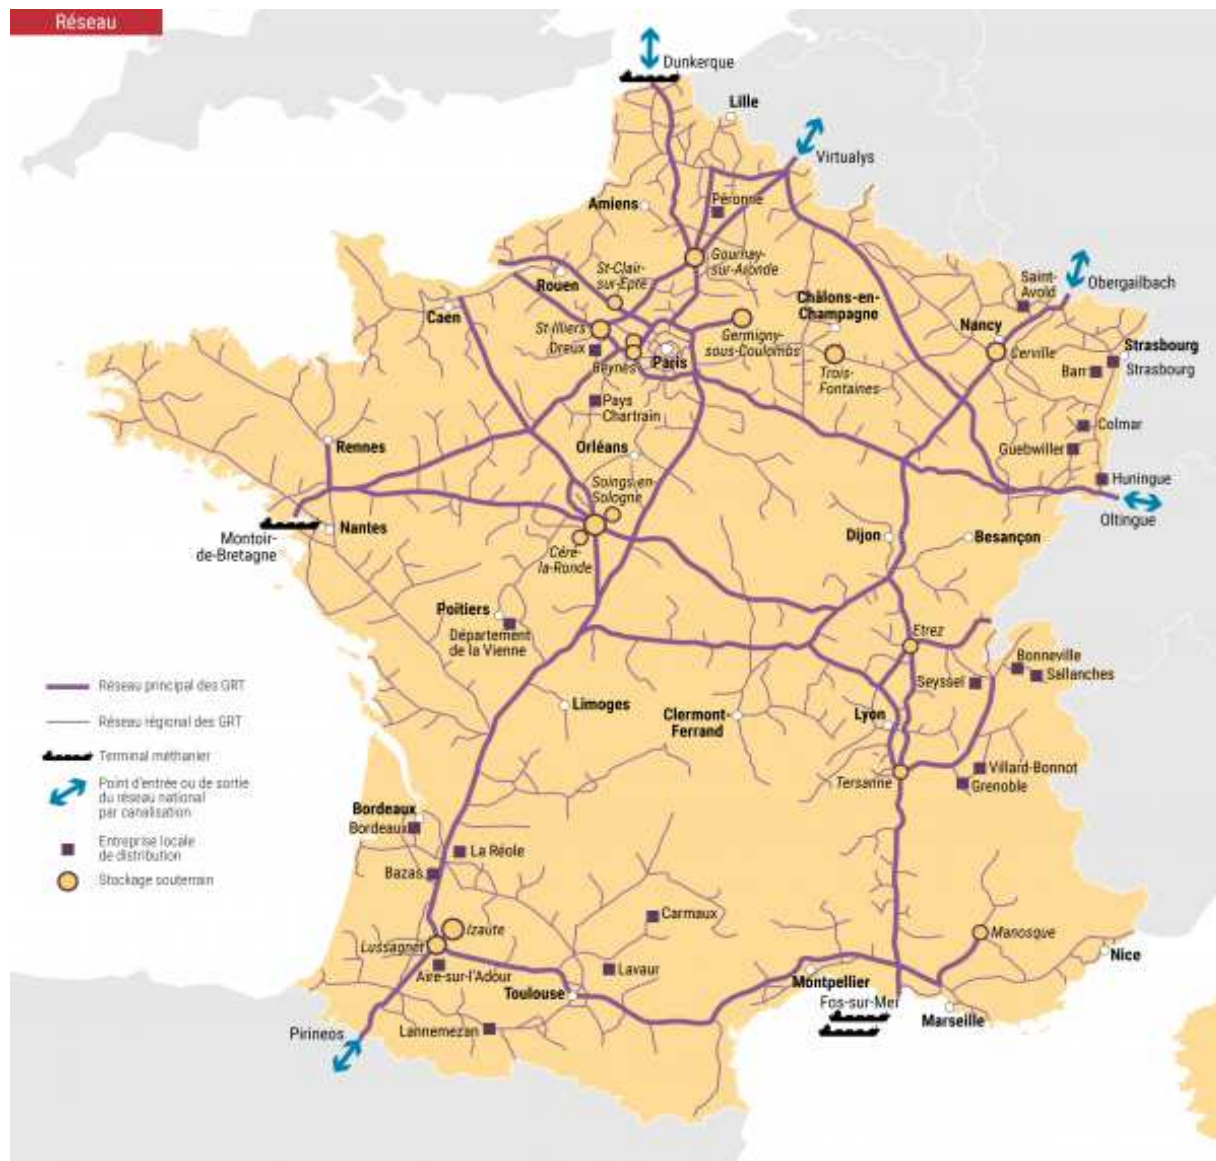 Réseau
Dunkerque
Lille
Virtualys
Amiens
Péronne
Gournay-
sur-Aronde
St-Clair-
sur-Epte
Rouen
Saint-
Avold
Obergailbach
Châlons-en-
Champagne
Caen
St-Illiers
Dreux
Beynes
Paris
Germigny-
sous-Coulombs
Trois-
Fontaines
Nancy
Cerville
Strasbourg
Strasbourg
Barr
Pays
Chartrain
Colmar
Guebwiller
Rennes
Orléans
Huningue
Oltingue
Soings-en-
Sologne
Montoir-
de-Bretagne
Nantes
Céré-
la-Ronde
Dijon
Besançon
Poitiers
Département
de la Vienne
Etrez
Bonneville
Sallanches
Seyssel
Limoges
Clermont-
Ferrand
Lyon
Tersanne
Villard-Bonnot
Grenoble
Réseau principal des GRT
Réseau régional des GRT
Terminal méthanier
Point d'entrée ou de sortie
du réseau national
par canalisation
Entreprise locale
de distribution
Stockage souterrain
Bordeaux
Bordeaux
La Réole
Bazas
Carmaux
Izaute
Lussagnet
Aire-sur-l'Adour
Lavaur
Toulouse
Manosque
Nice
Montpellier
Fos-sur-Mer
Marseille
Pirineos
Lannemezan